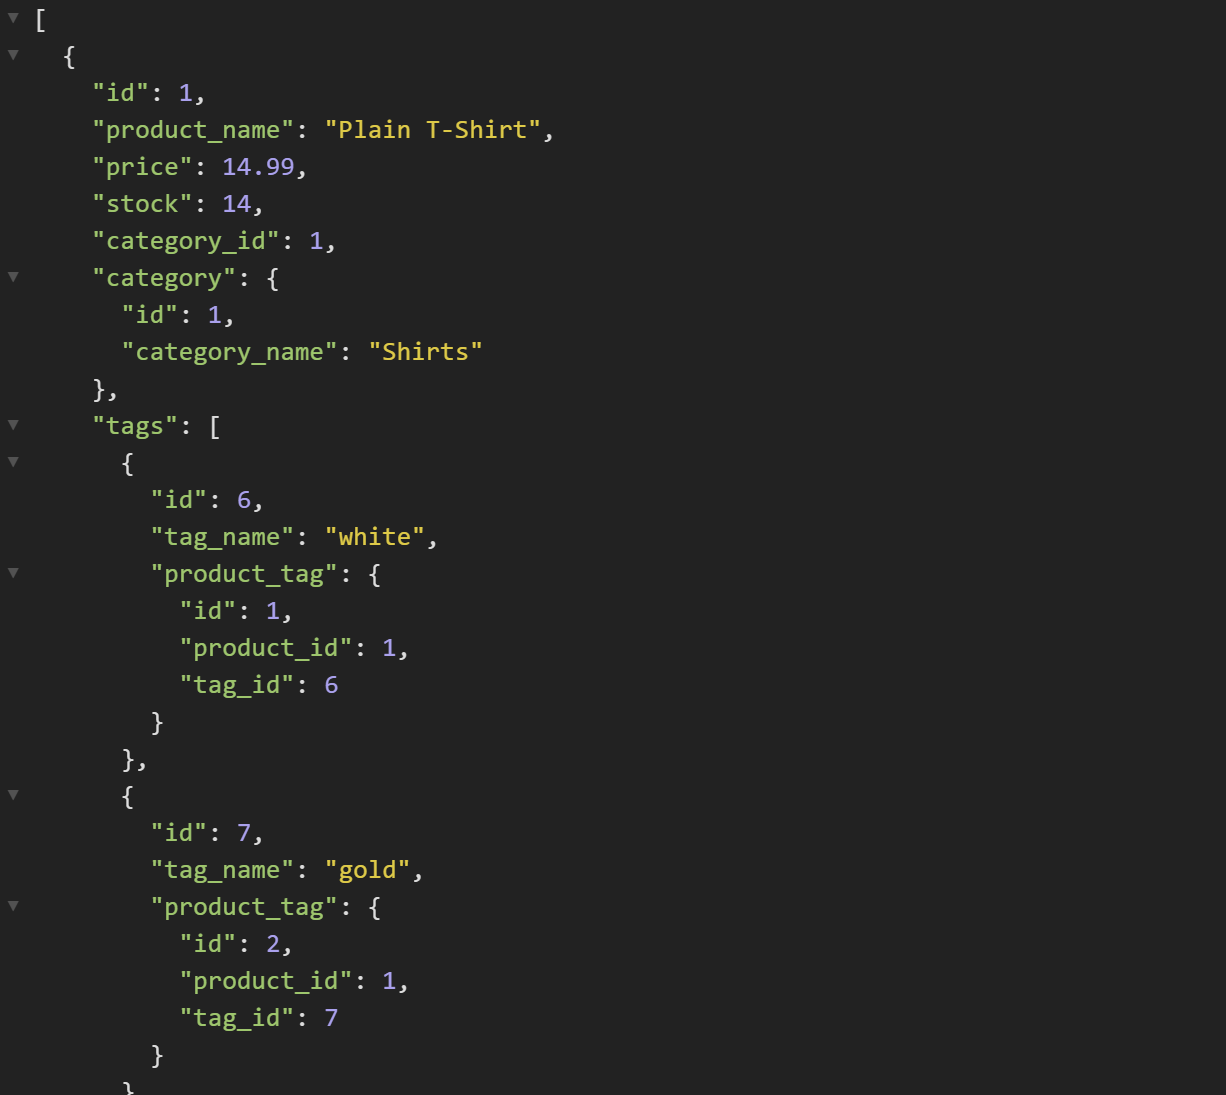 [
  {
    "id": 1,
    "product_name": "Plain T-Shirt",
    "price": 14.99,
    "stock": 14,
    "category_id": 1,
    "category": {
      "id": 1,
      "category_name": "Shirts"
    },
    "tags": [
      {
        "id": 6,
        "tag_name": "white",
        "product_tag": {
          "id": 1,
          "product_id": 1,
          "tag_id": 6
        }
      },
      {
        "id": 7,
        "tag_name": "gold",
        "product_tag": {
          "id": 2,
          "product_id": 1,
          "tag_id": 7
        }
      }